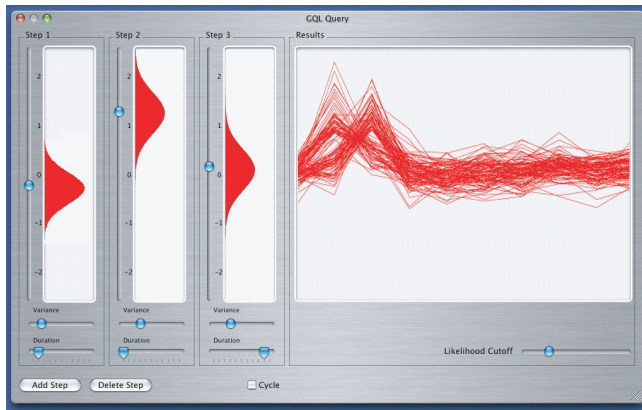 GQL Query
Step 1
2
1
0
-1
-2
Variance
Duration
Step 2
2
1
0
-1
-2
Variance
Duration
Step 3
2
1
0
-1
-2
Variance
Duration
Results
Likelihood Cutoff
Add Step
Delete Step
Cycle